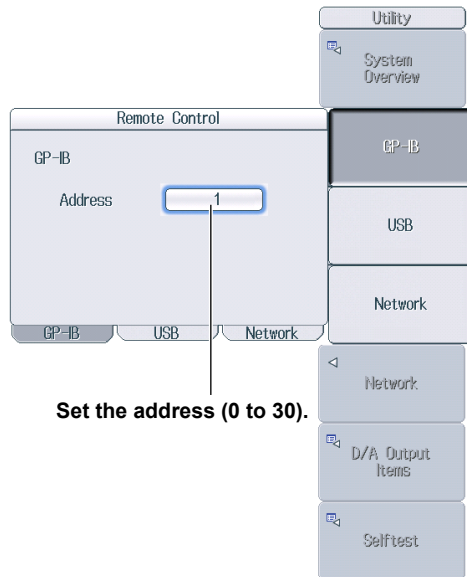 Utility
System
Overview
Remote Control
GP-IB
GP-IB
Address
1
USB
Network
GP-IB
USB
Network
Set the address (0 to 30).
Network
D/A Output
Items
Selftest